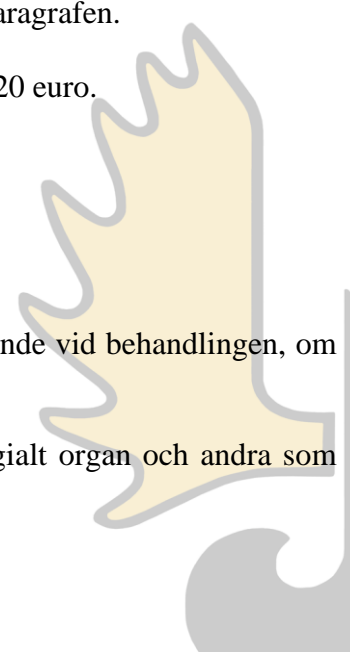 aragrafen.
20 euro.
nde vid behandlingen, om
gialt organ och andra som